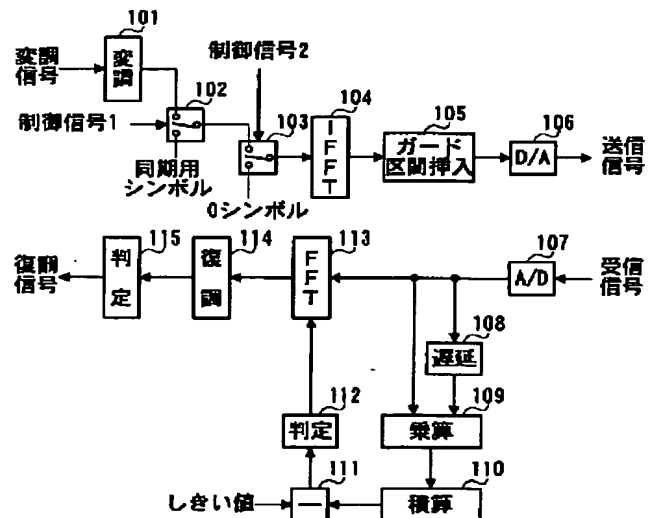 101
変調
信号
変
調
制御信号1
102
同期用
シンボル
制御信号2
103
0シンボル
104
IFFT
105
ガード
区間挿入
106
D/A
送信
信号
復調
信号
115
判
定
114
復
調
113
FFT
107
A/D
受信
信号
108
遅延
109
乗算
112
判定
111
しきい値
ー
110
積算